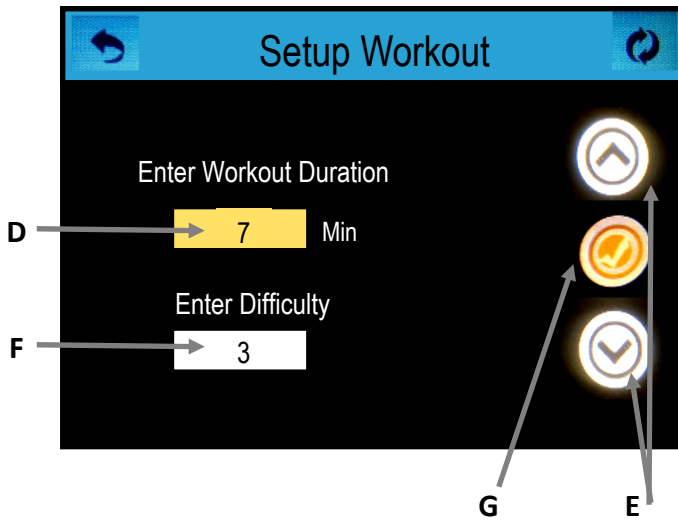 Setup Workout
Enter Workout Duration
D
7 Min
Enter Difficulty
F
3
G
E